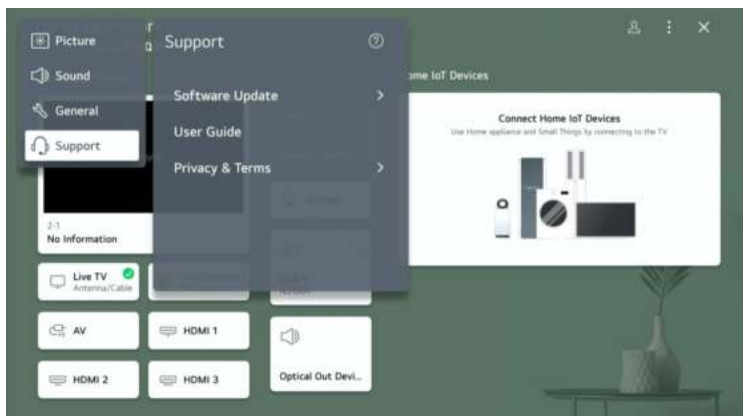 Picture
Sound
General
Support
Support
Software Update
User Guide
Privacy & Terms
ome IoT Devices
Connect Home IoT Devices
Use Home appliance and Small Things by connecting to the TV.
2-1
No Information
Live TV
Antenna/Cable
AV
HDMI 1
HDMI 2
HDMI 3
Optical Out Devi...